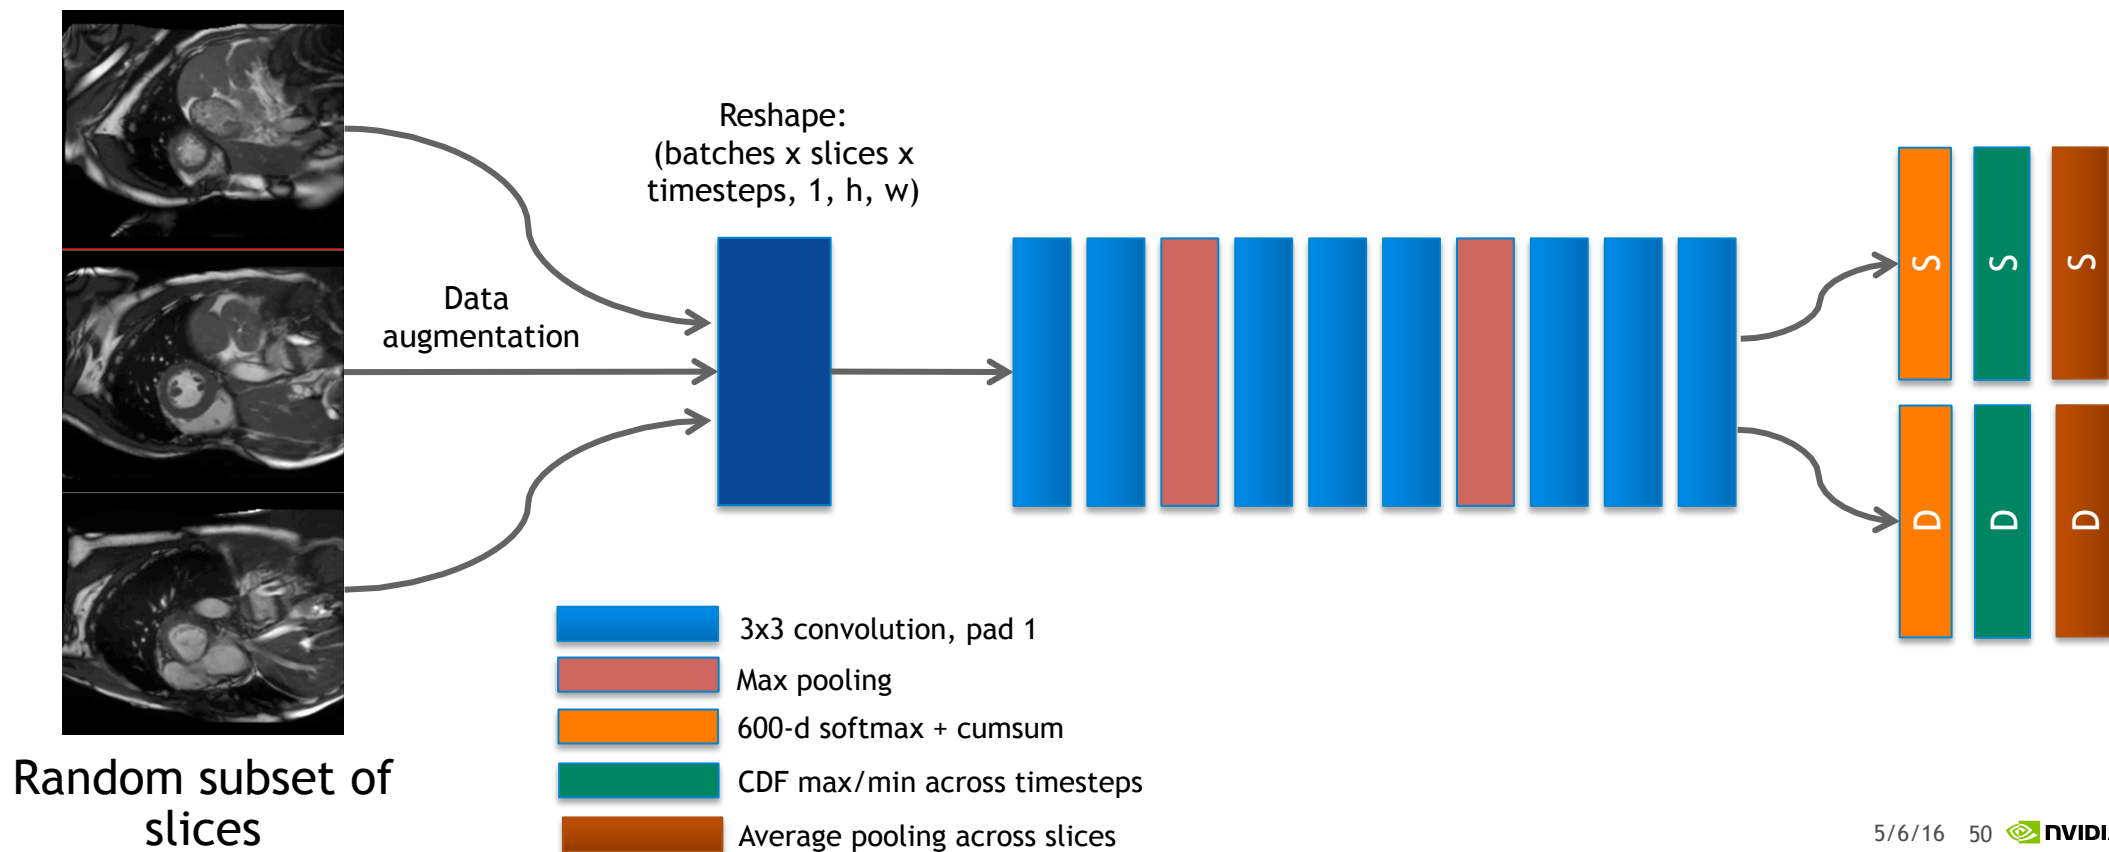 Reshape:
(batches x slices x
timesteps, 1, h, w)
Data
augmentation
S
S
S
D
D
D
3x3 convolution, pad 1
Max pooling
600-d softmax + cumsum
CDF max/min across timesteps
Average pooling across slices
Random subset of
slices
5/6/16 50